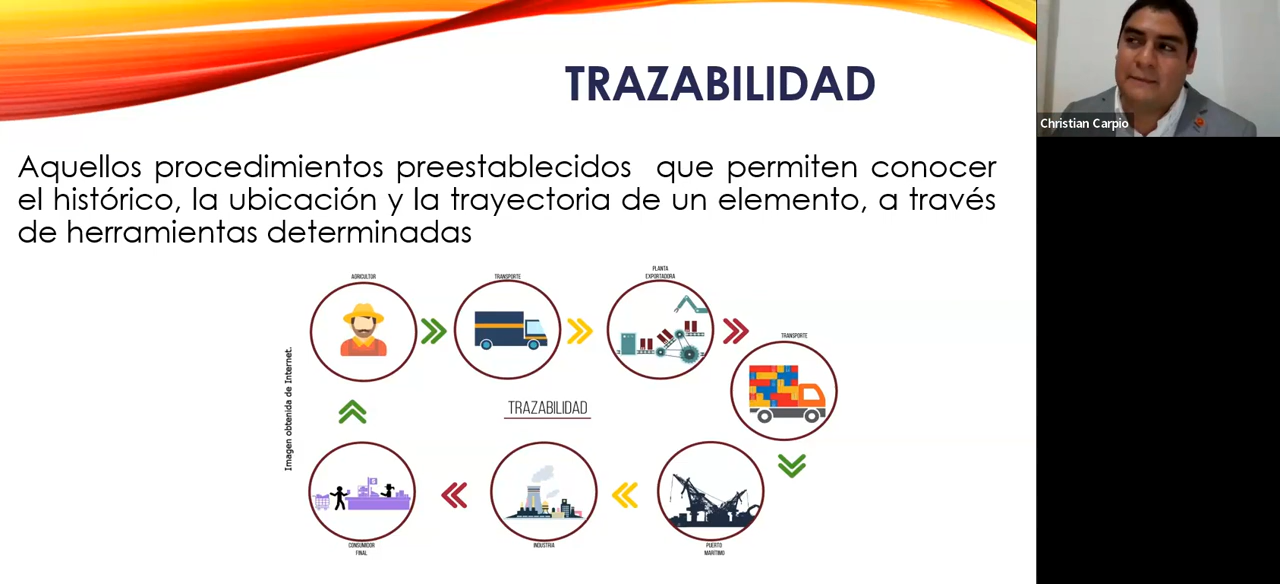 TRAZABILIDAD
Christian Carpio
Aquellos procedimientos preestablecidos que permiten conocer
el histórico, la ubicación y la trayectoria de un elemento, a través
de herramientas determinadas
AGRICULTOR
TRANSPORTE
PLANTA
EXPORTADORA
TRANSPORTE
Imagen obtenida de Internet.
TRAZABILIDAD
CONSUMIDOR
FINAL
INDUSTRIA
PUERTO
MARITIMO